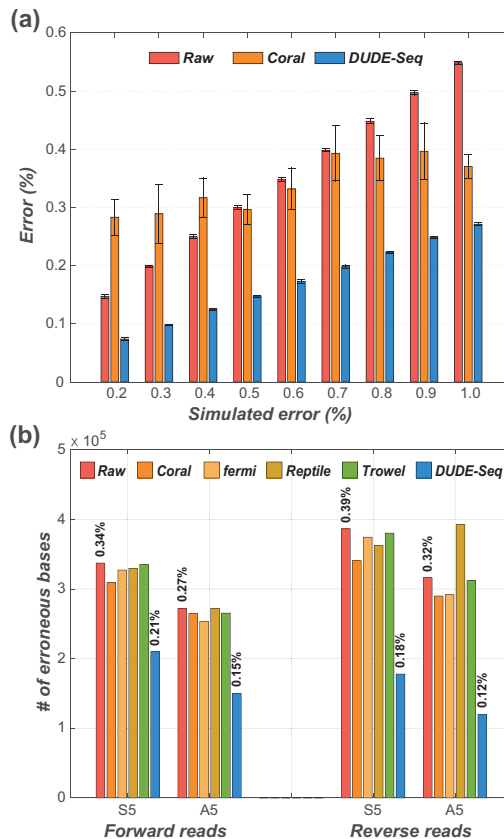 (a)
0.6
0.5
0.4
0.3
0.2
0.1
0
Error (%)
Raw Coral DUDE-Seq
0.2 0.3 0.4 0.5 0.6 0.7 0.8 0.9 1.0
Simulated error (%)
(b)
× 10⁵
5
4
3
2
1
0
# of erroneous bases
Raw Coral fermi Reptile Trowel DUDE-Seq
0.34%
0.21%
0.27%
0.15%
0.39%
0.18%
0.32%
0.12%
S5 A5 S5 A5
Forward reads Reverse reads